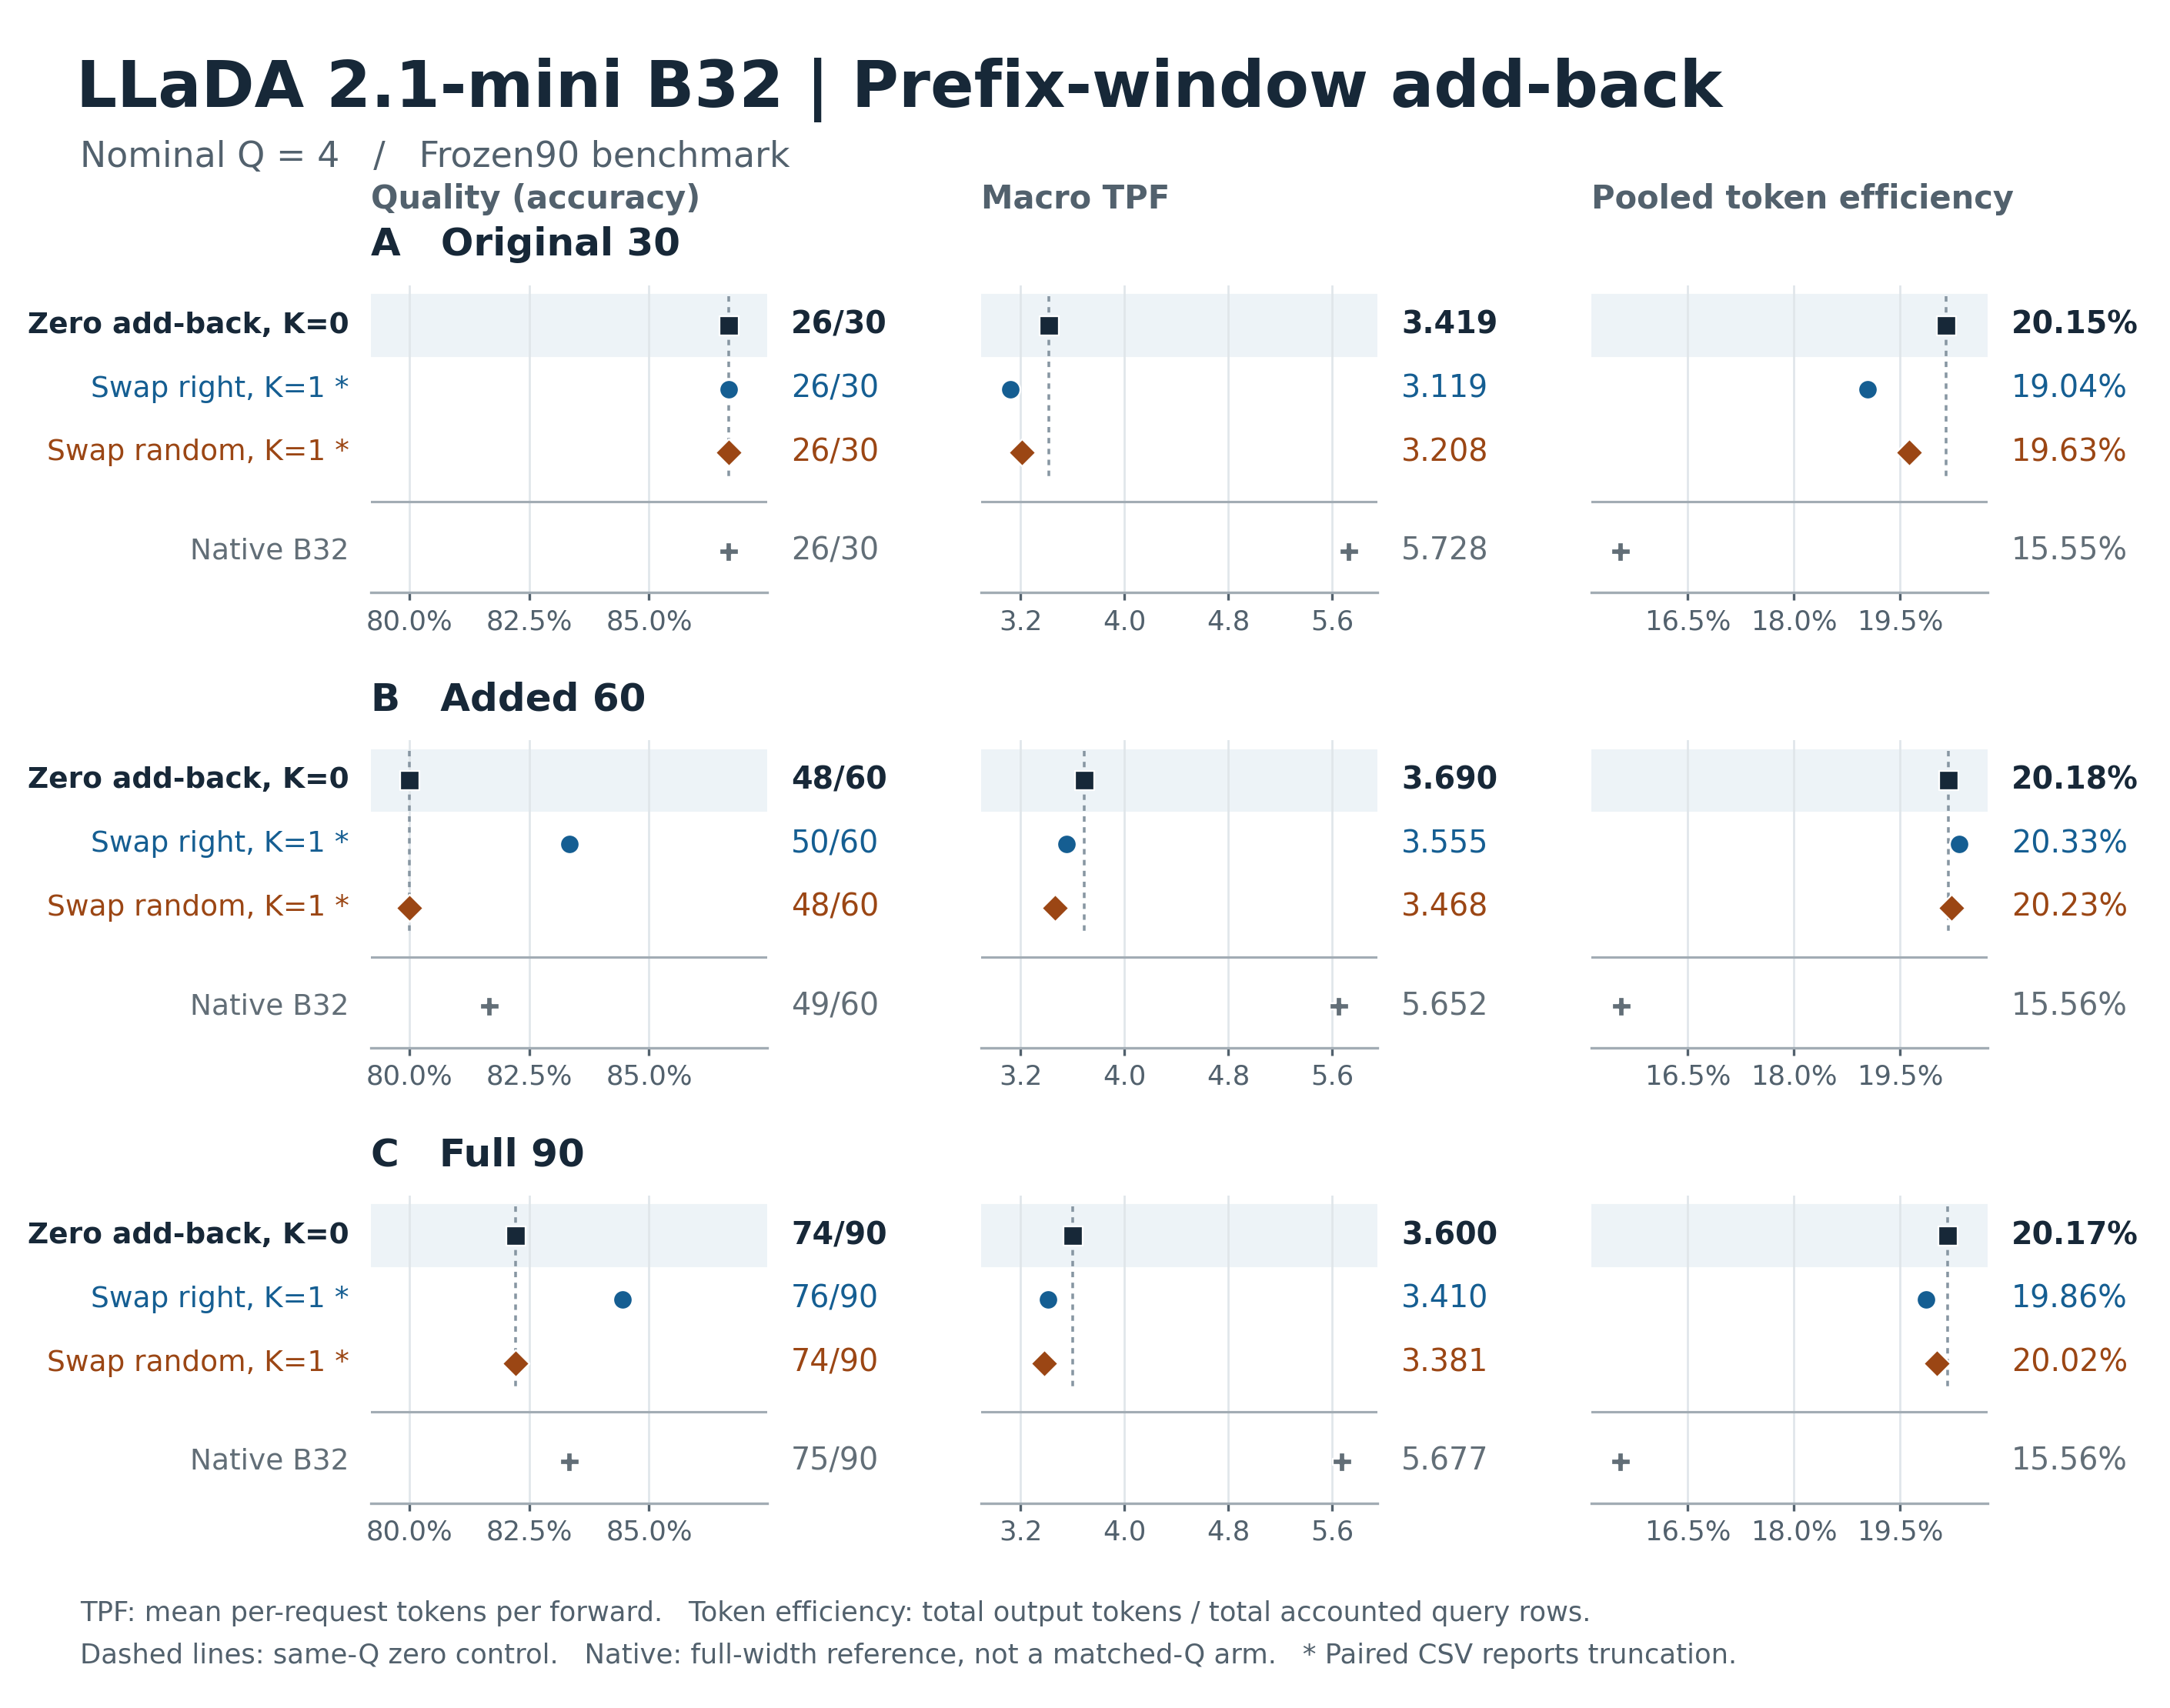 LLaDA 2.1-mini B32 | Prefix-window add-back
Nominal Q = 4 / Frozen90 benchmark
Quality (accuracy) Macro TPF Pooled token efficiency
A Original 30
Zero add-back, K=0 26/30 3.419 20.15%
Swap right, K=1 * 26/30 3.119 19.04%
Swap random, K=1 * 26/30 3.208 19.63%
Native B32 26/30 5.728 15.55%
80.0% 82.5% 85.0% 3.2 4.0 4.8 5.6 16.5% 18.0% 19.5%
B Added 60
Zero add-back, K=0 48/60 3.690 20.18%
Swap right, K=1 * 50/60 3.555 20.33%
Swap random, K=1 * 48/60 3.468 20.23%
Native B32 49/60 5.652 15.56%
80.0% 82.5% 85.0% 3.2 4.0 4.8 5.6 16.5% 18.0% 19.5%
C Full 90
Zero add-back, K=0 74/90 3.600 20.17%
Swap right, K=1 * 76/90 3.410 19.86%
Swap random, K=1 * 74/90 3.381 20.02%
Native B32 75/90 5.677 15.56%
80.0% 82.5% 85.0% 3.2 4.0 4.8 5.6 16.5% 18.0% 19.5%
TPF: mean per-request tokens per forward. Token efficiency: total output tokens / total accounted query rows.
Dashed lines: same-Q zero control. Native: full-width reference, not a matched-Q arm. * Paired CSV reports truncation.